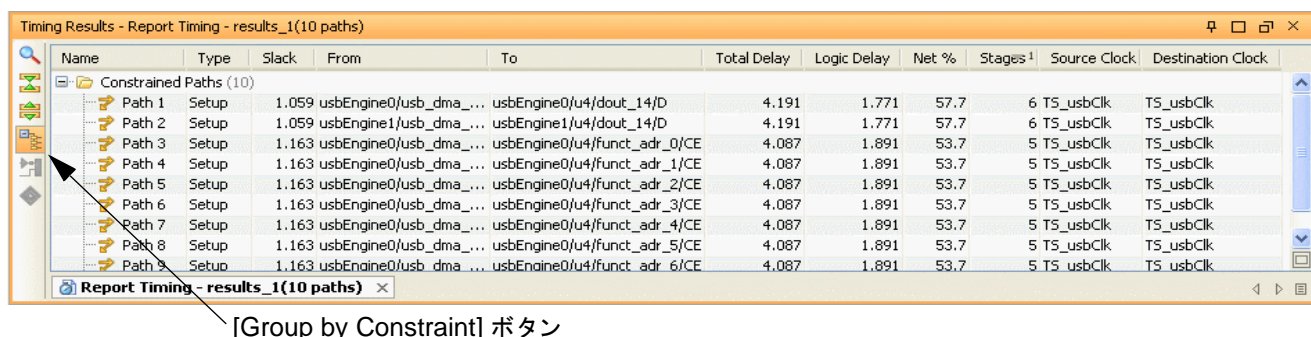 Timing Results - Report Timing - results_1(10 paths)
Name Type Slack From To Total Delay Logic Delay Net % Stages 1 Source Clock Destination Clock
Constrained Paths (10)
Path 1 Setup 1.059 usbEngine0/usb_dma_... usbEngine0/u4/dout_14/D 4.191 1.771 57.7 6 TS_usbClk TS_usbClk
Path 2 Setup 1.059 usbEngine1/usb_dma_... usbEngine1/u4/dout_14/D 4.191 1.771 57.7 6 TS_usbClk TS_usbClk
Path 3 Setup 1.163 usbEngine0/usb_dma_... usbEngine0/u4/funct_adr_0/CE 4.087 1.891 53.7 5 TS_usbClk TS_usbClk
Path 4 Setup 1.163 usbEngine0/usb_dma_... usbEngine0/u4/funct_adr_1/CE 4.087 1.891 53.7 5 TS_usbClk TS_usbClk
Path 5 Setup 1.163 usbEngine0/usb_dma_... usbEngine0/u4/funct_adr_2/CE 4.087 1.891 53.7 5 TS_usbClk TS_usbClk
Path 6 Setup 1.163 usbEngine0/usb_dma_... usbEngine0/u4/funct_adr_3/CE 4.087 1.891 53.7 5 TS_usbClk TS_usbClk
Path 7 Setup 1.163 usbEngine0/usb_dma_... usbEngine0/u4/funct_adr_4/CE 4.087 1.891 53.7 5 TS_usbClk TS_usbClk
Path 8 Setup 1.163 usbEngine0/usb_dma_... usbEngine0/u4/funct_adr_5/CE 4.087 1.891 53.7 5 TS_usbClk TS_usbClk
Path 9 Setup 1.163 usbEngine0/usb_dma_... usbEngine0/u4/funct_adr_6/CE 4.087 1.891 53.7 5 TS_usbClk TS_usbClk
Report Timing - results_1(10 paths)
[Group by Constraint] ボタン